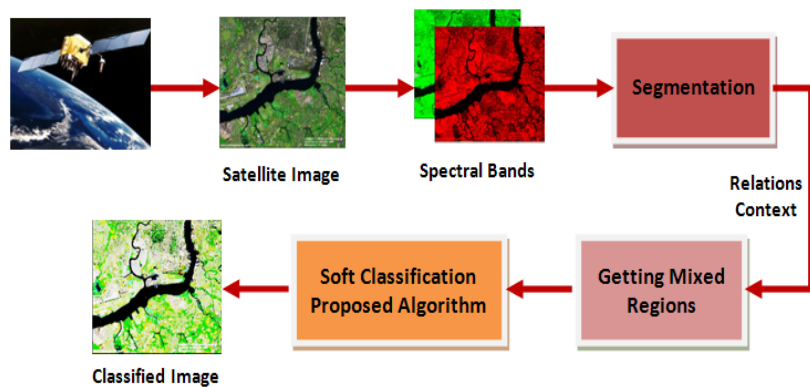 Satellite Image
Spectral Bands
Segmentation
Relations
Context
Getting Mixed
Regions
Soft Classification
Proposed Algorithm
Classified Image